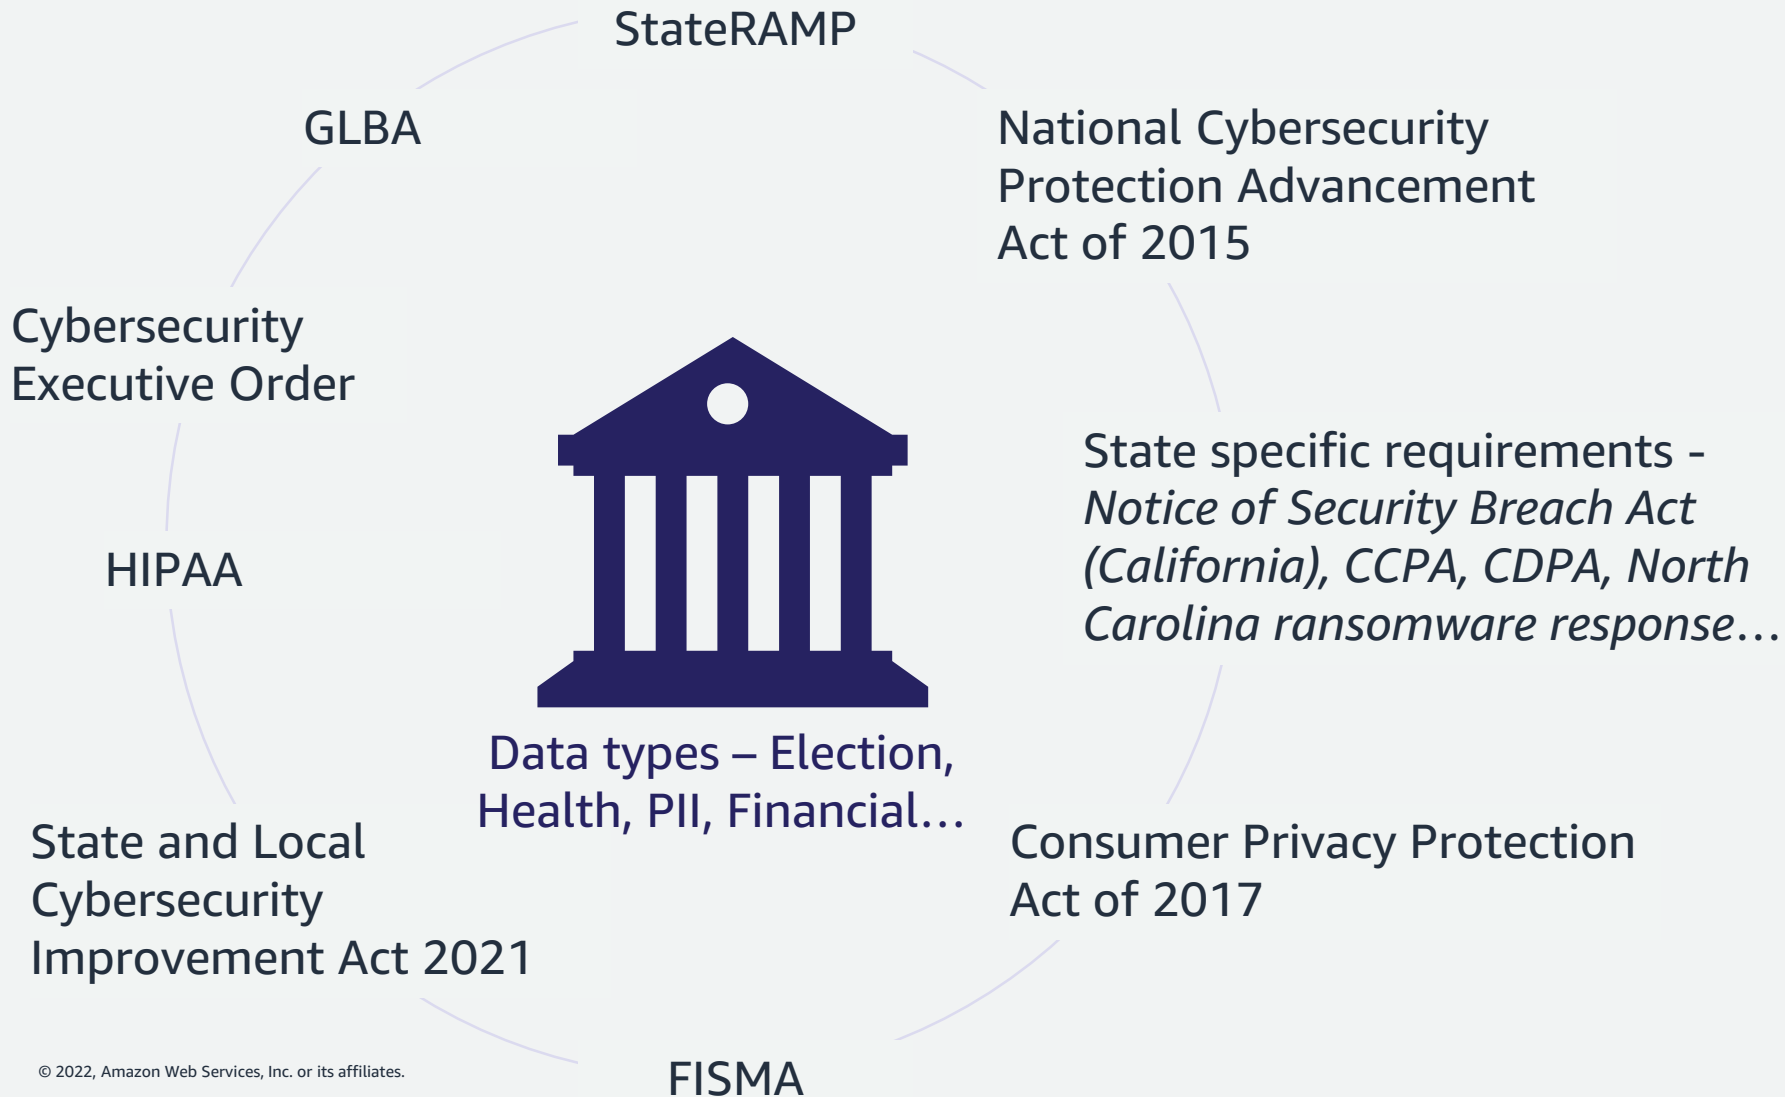 StateRAMP
GLBA
National Cybersecurity
Protection Advancement
Act of 2015
Cybersecurity
Executive Order
State specific requirements -
Notice of Security Breach Act
(California), CCPA, CDPA, North
Carolina ransomware response…
HIPAA
Data types – Election,
Health, PII, Financial…
State and Local
Cybersecurity
Improvement Act 2021
Consumer Privacy Protection
Act of 2017
FISMA
© 2022, Amazon Web Services, Inc. or its affiliates.